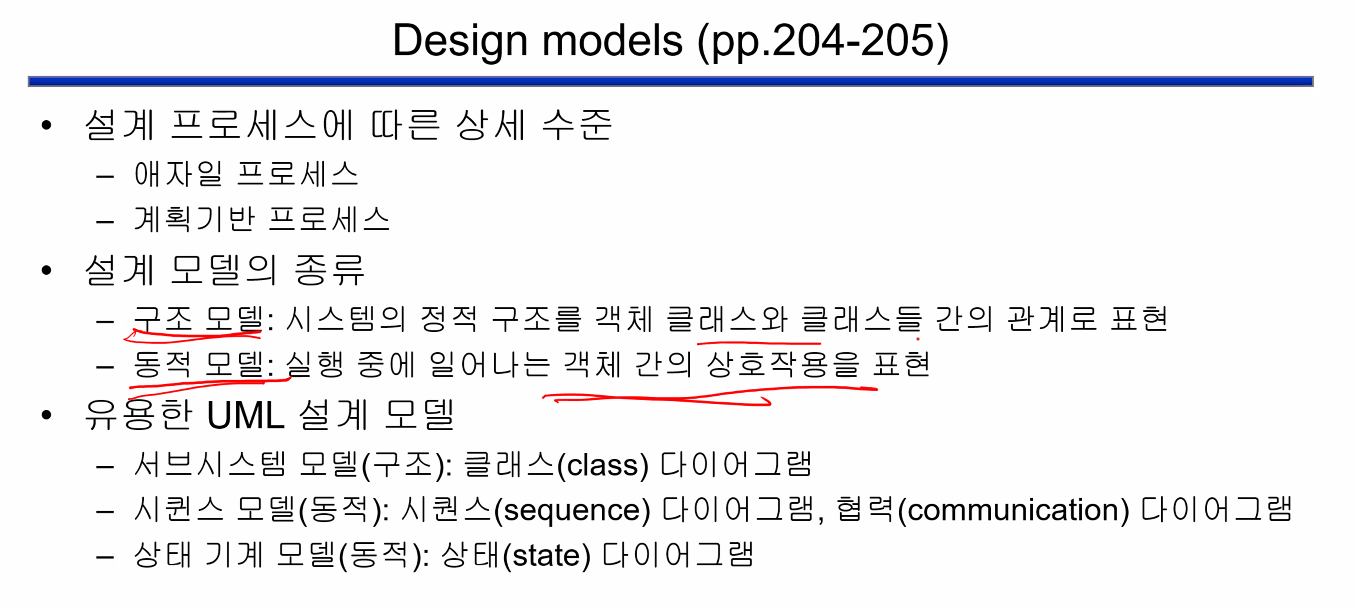 Design models (pp.204-205)
• 설계 프로세스에 따른 상세 수준
– 애자일 프로세스
– 계획기반 프로세스
• 설계 모델의 종류
– 구조 모델: 시스템의 정적 구조를 객체 클래스와 클래스들 간의 관계로 표현
– 동적 모델: 실행 중에 일어나는 객체 간의 상호작용을 표현
• 유용한 UML 설계 모델
– 서브시스템 모델(구조): 클래스(class) 다이어그램
– 시퀀스 모델(동적): 시퀀스(sequence) 다이어그램, 협력(communication) 다이어그램
– 상태 기계 모델(동적): 상태(state) 다이어그램